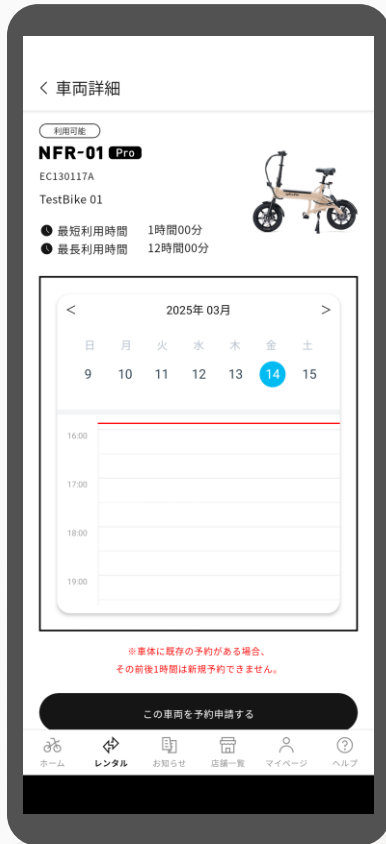 < 車両詳細
利用可能
NFR-01 Pro
EC130117A
TestBike 01
最短利用時間 1時間00分
最長利用時間 12時間00分
< 2025年 03月 >
日 月 火 水 木 金 土
9 10 11 12 13 14 15
16:00
17:00
18:00
19:00
※車体に既存の予約がある場合、
その前後1時間は新規予約できません。
この車両を予約申請する
ホーム レンタル お知らせ 店舗一覧 マイページ ヘルプ